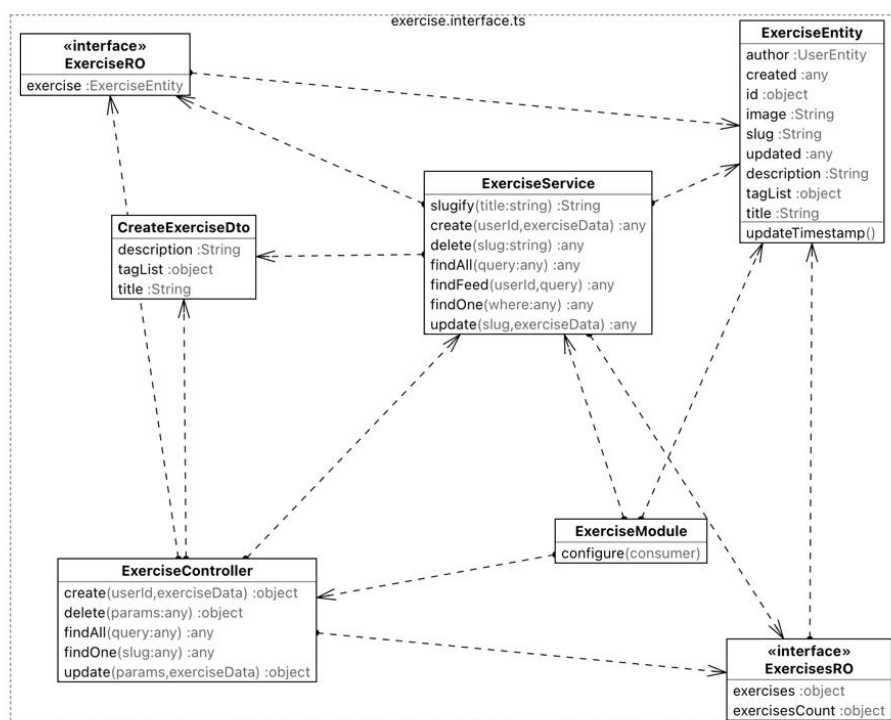 exercise.interface.ts
«interface»
ExerciseRO
exercise :ExerciseEntity
ExerciseEntity
author :UserEntity
created :any
id :object
image :String
slug :String
updated :any
description :String
tagList :object
title :String
updateTimestamp()
ExerciseService
slugify(title:string) :String
create(userId,exerciseData) :any
delete(slug:string) :any
findAll(query:any) :any
findFeed(userId,query) :any
findOne(where:any) :any
update(slug,exerciseData) :any
CreateExerciseDto
description :String
tagList :object
title :String
ExerciseModule
configure(consumer)
ExerciseController
create(userId,exerciseData) :object
delete(params:any) :object
findAll(query:any) :any
findOne(slug:any) :any
update(params,exerciseData) :object
«interface»
ExercisesRO
exercises :object
exercisesCount :object